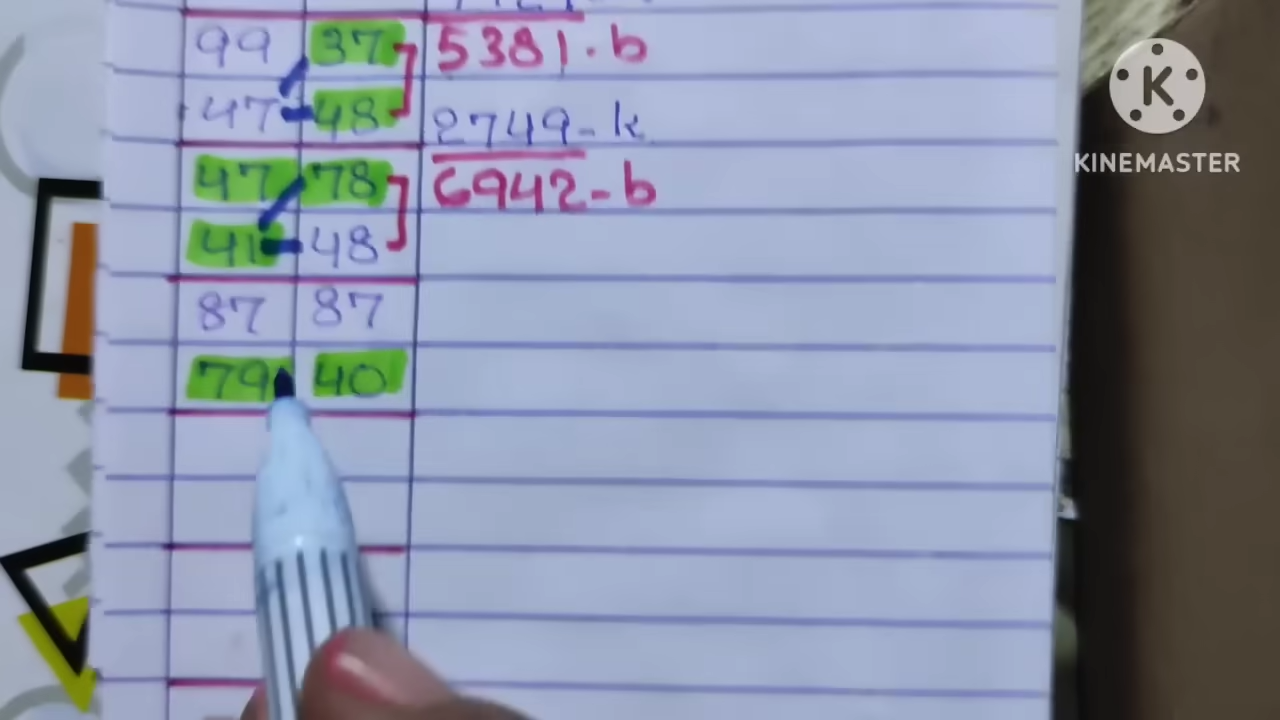 99 37 5381.b
47 48 2749-k
47 78 6942-b
41 48
87 87
79 40
K
KINEMASTER